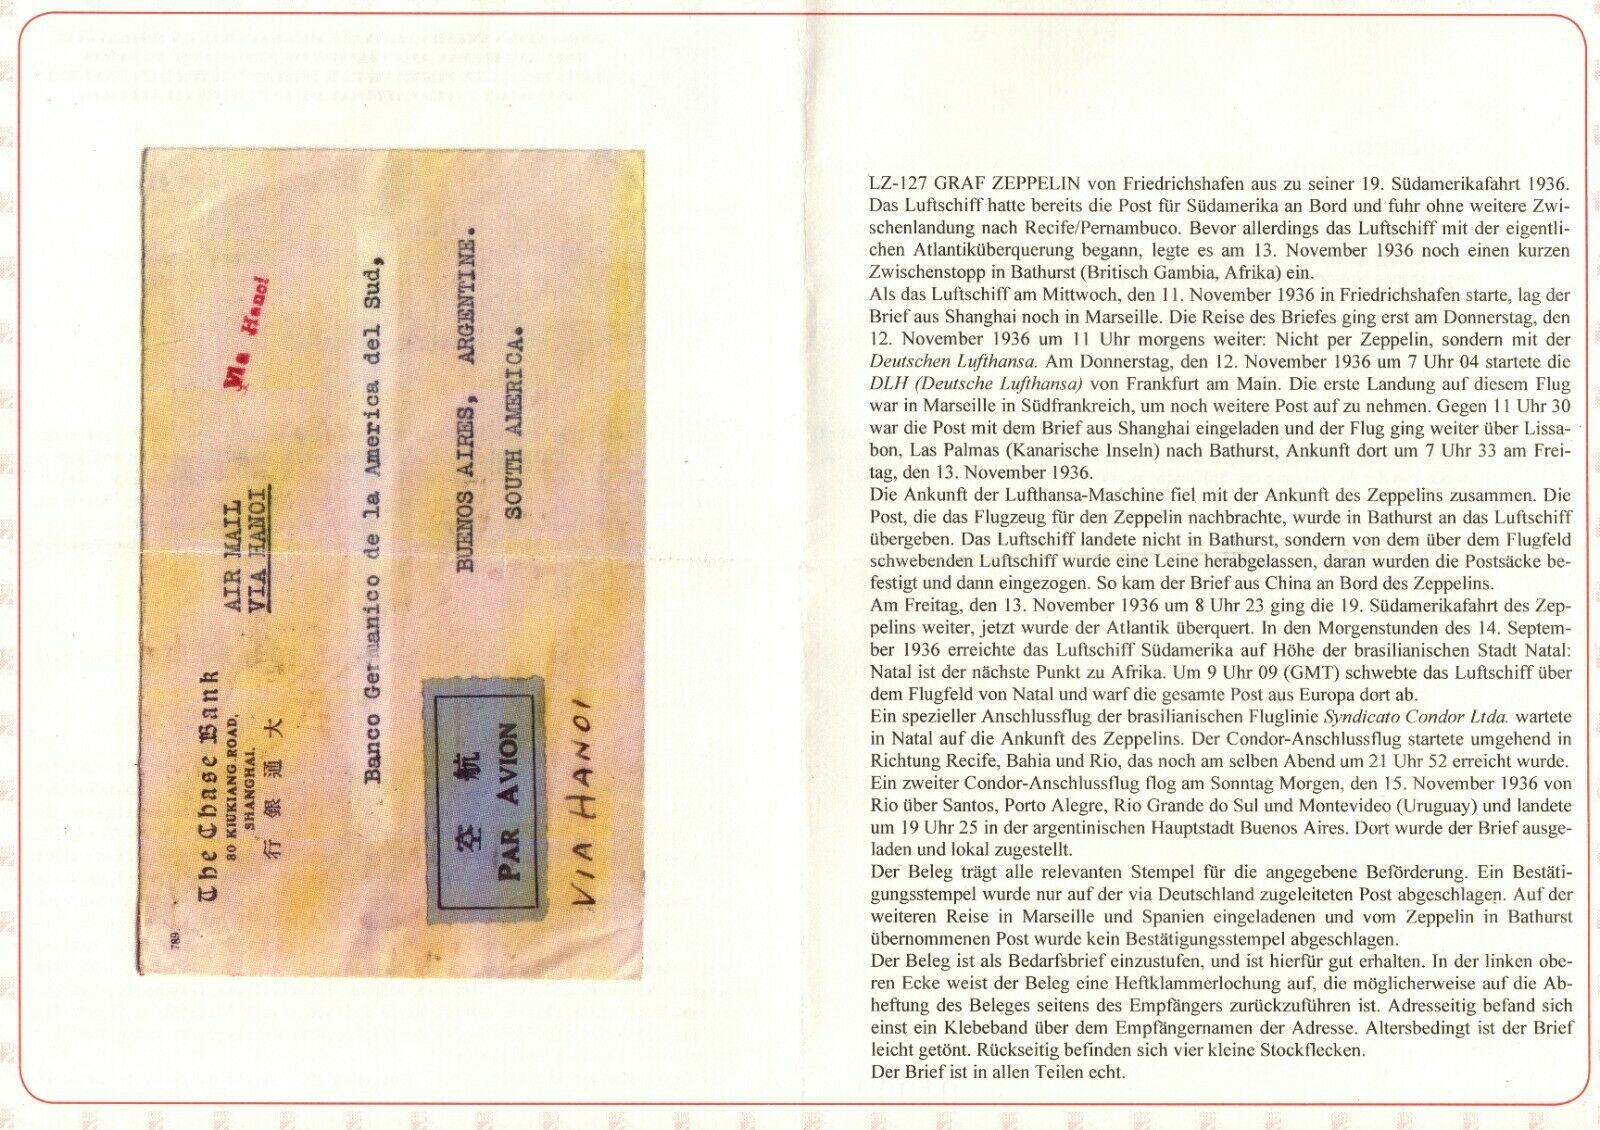 789.
The Chase Bank
80 KIUKIANG ROAD,
SHANGHAI.
行 銀 通 大
AIR MAIL
VIA HANOI
Via Hanoi
Banco Germanico de la America del Sud,
BUENOS AIRES, ARGENTINE.
SOUTH AMERICA.
空 航
PAR AVION
VIA HANOI
LZ-127 GRAF ZEPPELIN von Friedrichshafen aus zu seiner 19. Südamerikafahrt 1936.
Das Luftschiff hatte bereits die Post für Südamerika an Bord und fuhr ohne weitere Zwi-
schenlandung nach Recife/Pernambuco. Bevor allerdings das Luftschiff mit der eigentli-
chen Atlantiküberquerung begann, legte es am 13. November 1936 noch einen kurzen
Zwischenstopp in Bathurst (Britisch Gambia, Afrika) ein.
Als das Luftschiff am Mittwoch, den 11. November 1936 in Friedrichshafen starte, lag der
Brief aus Shanghai noch in Marseille. Die Reise des Briefes ging erst am Donnerstag, den
12. November 1936 um 11 Uhr morgens weiter: Nicht per Zeppelin, sondern mit der
Deutschen Lufthansa. Am Donnerstag, den 12. November 1936 um 7 Uhr 04 startete die
DLH (Deutsche Lufthansa) von Frankfurt am Main. Die erste Landung auf diesem Flug
war in Marseille in Südfrankreich, um noch weitere Post auf zu nehmen. Gegen 11 Uhr 30
war die Post mit dem Brief aus Shanghai eingeladen und der Flug ging weiter über Lissa-
bon, Las Palmas (Kanarische Inseln) nach Bathurst, Ankunft dort um 7 Uhr 33 am Frei-
tag, den 13. November 1936.
Die Ankunft der Lufthansa-Maschine fiel mit der Ankunft des Zeppelins zusammen. Die
Post, die das Flugzeug für den Zeppelin nachbrachte, wurde in Bathurst an das Luftschiff
übergeben. Das Luftschiff landete nicht in Bathurst, sondern von dem über dem Flugfeld
schwebenden Luftschiff wurde eine Leine herabgelassen, daran wurden die Postsäcke be-
festigt und dann eingezogen. So kam der Brief aus China an Bord des Zeppelins.
Am Freitag, den 13. November 1936 um 8 Uhr 23 ging die 19. Südamerikafahrt des Zep-
pelins weiter, jetzt wurde der Atlantik überquert. In den Morgenstunden des 14. Septem-
ber 1936 erreichte das Luftschiff Südamerika auf Höhe der brasilianischen Stadt Natal:
Natal ist der nächste Punkt zu Afrika. Um 9 Uhr 09 (GMT) schwebte das Luftschiff über
dem Flugfeld von Natal und warf die gesamte Post aus Europa dort ab.
Ein spezieller Anschlussflug der brasilianischen Fluglinie Syndicato Condor Ltda. wartete
in Natal auf die Ankunft des Zeppelins. Der Condor-Anschlussflug startete umgehend in
Richtung Recife, Bahia und Rio, das noch am selben Abend um 21 Uhr 52 erreicht wurde.
Ein zweiter Condor-Anschlussflug flog am Sonntag Morgen, den 15. November 1936 von
Rio über Santos, Porto Alegre, Rio Grande do Sul und Montevideo (Uruguay) und landete
um 19 Uhr 25 in der argentinischen Hauptstadt Buenos Aires. Dort wurde der Brief ausge-
laden und lokal zugestellt.
Der Beleg trägt alle relevanten Stempel für die angegebene Beförderung. Ein Bestäti-
gungsstempel wurde nur auf der via Deutschland zugeleiteten Post abgeschlagen. Auf der
weiteren Reise in Marseille und Spanien eingeladenen und vom Zeppelin in Bathurst
übernommenen Post wurde kein Bestätigungsstempel abgeschlagen.
Der Beleg ist als Bedarfsbrief einzustufen, und ist hierfür gut erhalten. In der linken obe-
ren Ecke weist der Beleg eine Heftklammerlochung auf, die möglicherweise auf die Ab-
heftung des Beleges seitens des Empfängers zurückzuführen ist. Adresseitig befand sich
einst ein Klebeband über dem Empfängernamen der Adresse. Altersbedingt ist der Brief
leicht getönt. Rückseitig befinden sich vier kleine Stockflecken.
Der Brief ist in allen Teilen echt.